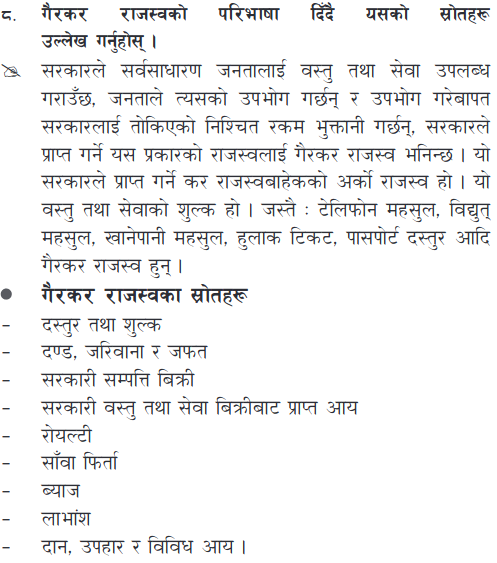 ८. गैरकर राजस्वको परिभाषा दिँदै यसको स्रोतहरू
उल्लेख गर्नुहोस् ।
सरकारले सर्वसाधारण जनतालाई वस्तु तथा सेवा उपलब्ध
गराउँछ, जनताले त्यसको उपभोग गर्छन् र उपभोग गरेबापत
सरकारलाई तोकिएको निश्चित रकम भुक्तानी गर्छन्, सरकारले
प्राप्त गर्ने यस प्रकारको राजस्वलाई गैरकर राजस्व भनिन्छ । यो
सरकारले प्राप्त गर्ने कर राजस्वबाहेकको अर्को राजस्व हो । यो
वस्तु तथा सेवाको शुल्क हो । जस्तै : टेलिफोन महसुल, विद्युत्
महसुल, खानेपानी महसुल, हुलाक टिकट, पासपोर्ट दस्तुर आदि
गैरकर राजस्व हुन् ।
● गैरकर राजस्वका स्रोतहरू
– दस्तुर तथा शुल्क
– दण्ड, जरिवाना र जफत
– सरकारी सम्पत्ति बिक्री
– सरकारी वस्तु तथा सेवा बिक्रीबाट प्राप्त आय
– रोयल्टी
– साँवा फिर्ता
– ब्याज
– लाभांश
– दान, उपहार र विविध आय ।